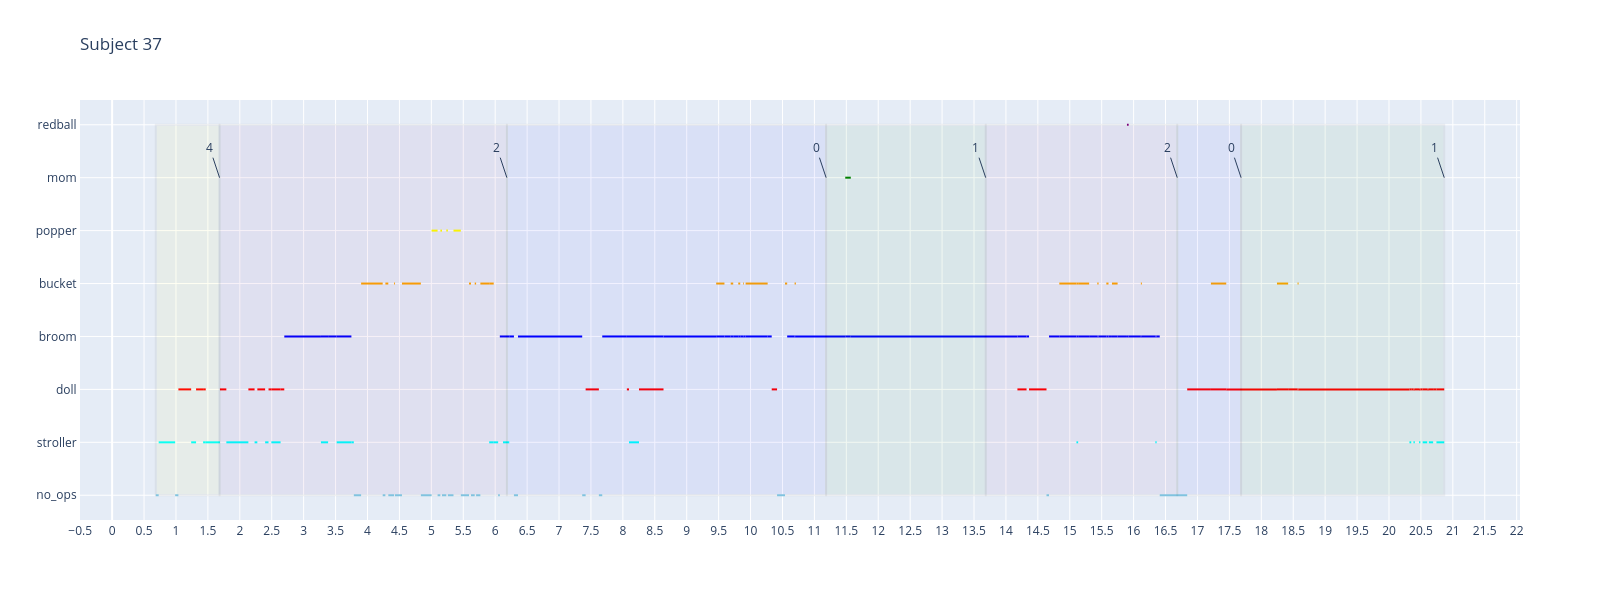 Subject 37
redball
4 2 0 1 2 0 1
mom
popper
bucket
broom
doll
stroller
no_ops
−0.5 0 0.5 1 1.5 2 2.5 3 3.5 4 4.5 5 5.5 6 6.5 7 7.5 8 8.5 9 9.5 10 10.5 11 11.5 12 12.5 13 13.5 14 14.5 15 15.5 16 16.5 17 17.5 18 18.5 19 19.5 20 20.5 21 21.5 22